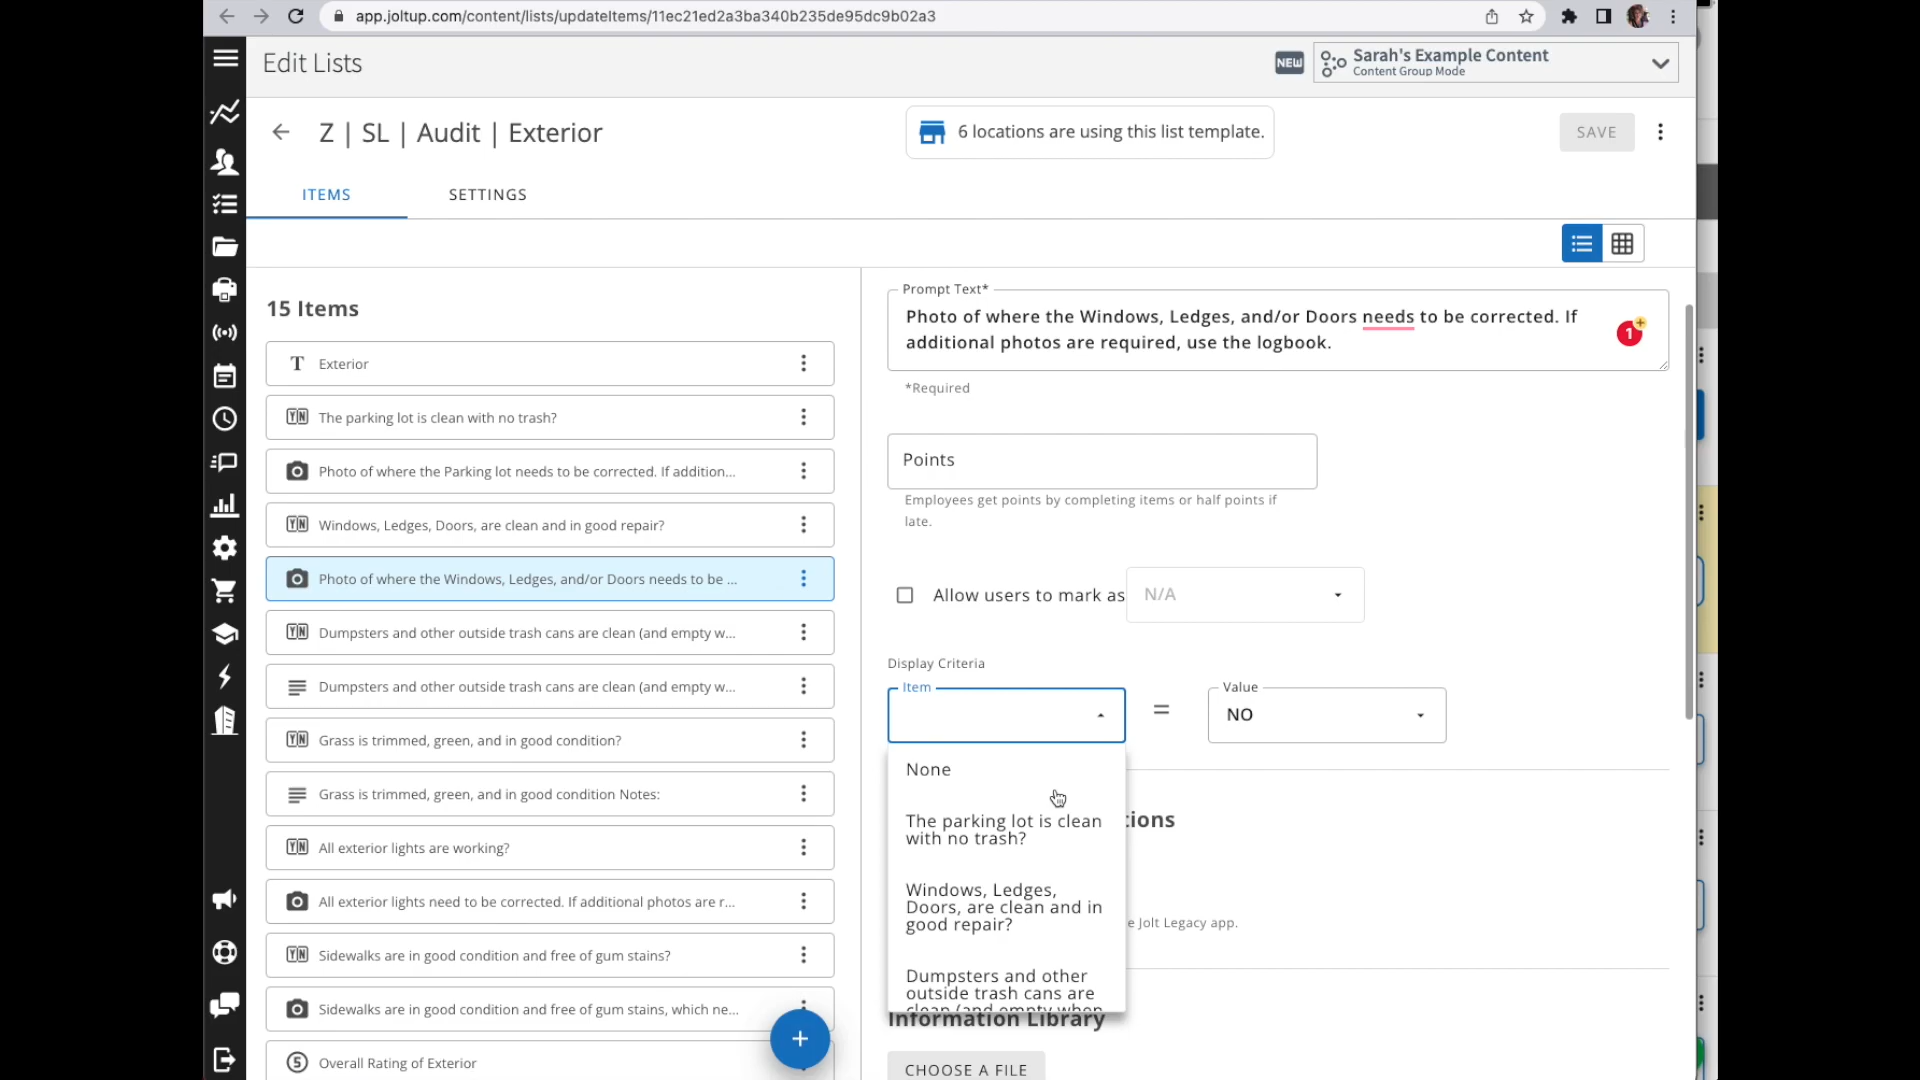 app.joltup.com/content/lists/updateItems/11ec21ed2a3ba340b235de95dc9b02a3
Edit Lists
NEW
Sarah's Example Content
Content Group Mode
Z | SL | Audit | Exterior
6 locations are using this list template.
SAVE
ITEMS
SETTINGS
15 Items
T Exterior
YN The parking lot is clean with no trash?
Photo of where the Parking lot needs to be corrected. If addition...
YN Windows, Ledges, Doors, are clean and in good repair?
Photo of where the Windows, Ledges, and/or Doors needs to be ...
YN Dumpsters and other outside trash cans are clean (and empty w...
Dumpsters and other outside trash cans are clean (and empty w...
YN Grass is trimmed, green, and in good condition?
Grass is trimmed, green, and in good condition Notes:
YN All exterior lights are working?
All exterior lights need to be corrected. If additional photos are r...
YN Sidewalks are in good condition and free of gum stains?
Sidewalks are in good condition and free of gum stains, which ne...
5 Overall Rating of Exterior
+
Prompt Text*
Photo of where the Windows, Ledges, and/or Doors needs to be corrected. If
additional photos are required, use the logbook.
1
*Required
Points
Employees get points by completing items or half points if
late.
Allow users to mark as
N/A
Display Criteria
Item
=
Value
NO
None
The parking lot is clean
with no trash?
Windows, Ledges,
Doors, are clean and in
good repair?
Dumpsters and other
outside trash cans are
clean (and empty when
tions
e Jolt Legacy app.
Information Library
CHOOSE A FILE